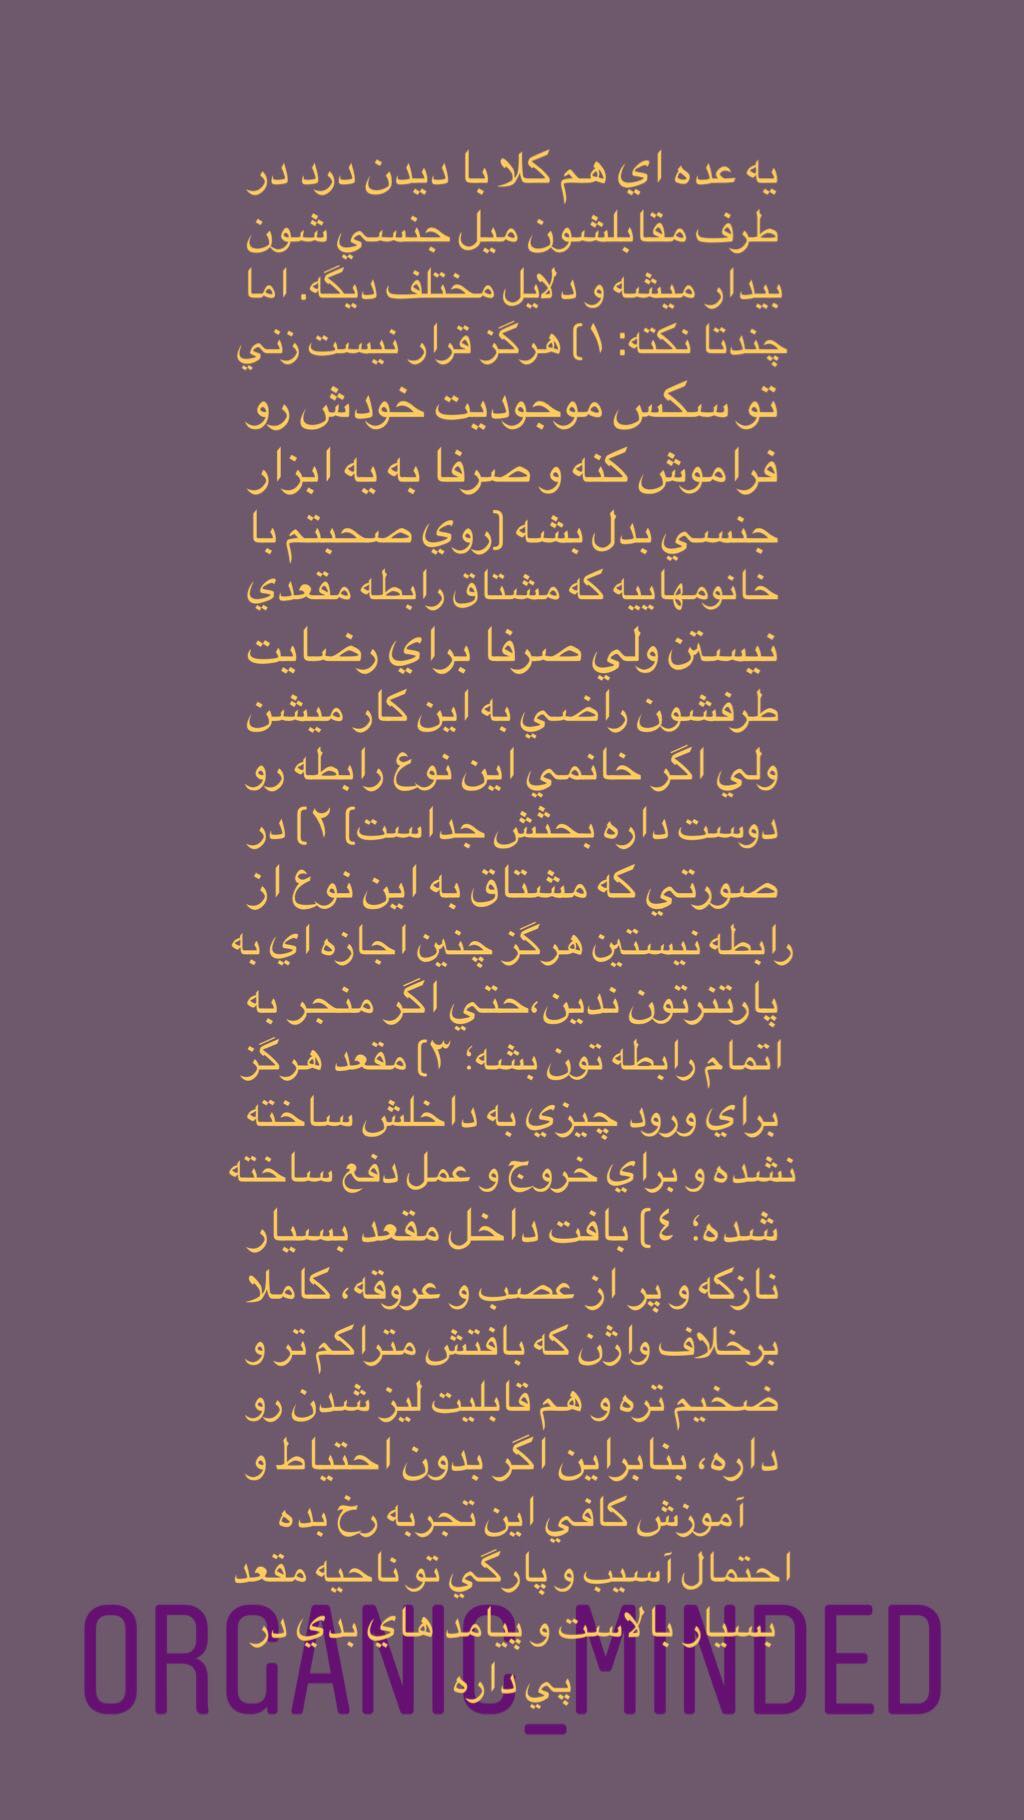 يه عده اي هم كلا با ديدن درد در
طرف مقابلشون ميل جنسي شون
بيدار ميشه و دلايل مختلف ديگه. اما
چندتا نكته: ١) هرگز قرار نيست زني
تو سكس موجوديت خودش رو
فراموش كنه و صرفا به يه ابزار
جنسي بدل بشه (روي صحبتم با
خانومهاييه كه مشتاق رابطه مقعدي
نيستن ولي صرفا براي رضايت
طرفشون راضي به اين كار ميشن
ولي اگر خانمي اين نوع رابطه رو
دوست داره بحثش جداست) ٢) در
صورتي كه مشتاق به اين نوع از
رابطه نيستين هرگز چنين اجازه اي به
پارتنرتون ندين،حتي اگر منجر به
اتمام رابطه تون بشه؛ ٣) مقعد هرگز
براي ورود چيزي به داخلش ساخته
نشده و براي خروج و عمل دفع ساخته
شده؛ ٤) بافت داخل مقعد بسيار
نازكه و پر از عصب و عروقه، كاملا
برخلاف واژن كه بافتش متراكم تر و
ضخيم تره و هم قابليت ليز شدن رو
داره، بنابراين اگر بدون احتياط و
آموزش كافي اين تجربه رخ بده
احتمال آسيب و پارگي تو ناحيه مقعد
بسيار بالاست و پيامد هاي بدي در
پي داره
ORGANIC_MINDED